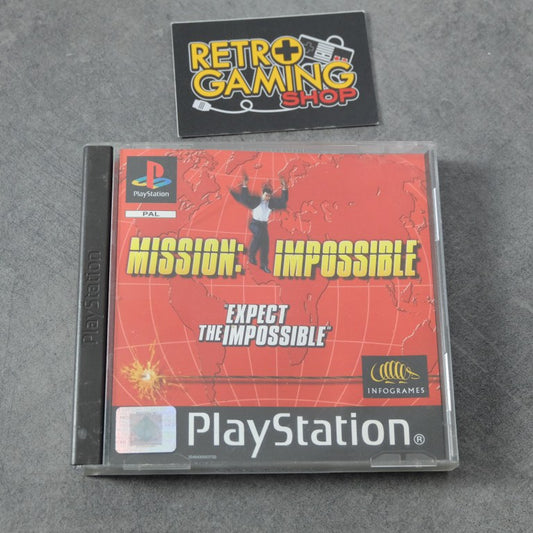 RETRO
GAMING
SHOP
PlayStation
PlayStation
PAL
MISSION: IMPOSSIBLE
"EXPECT
THE IMPOSSIBLE"
INFOGRAMES
PlayStation®